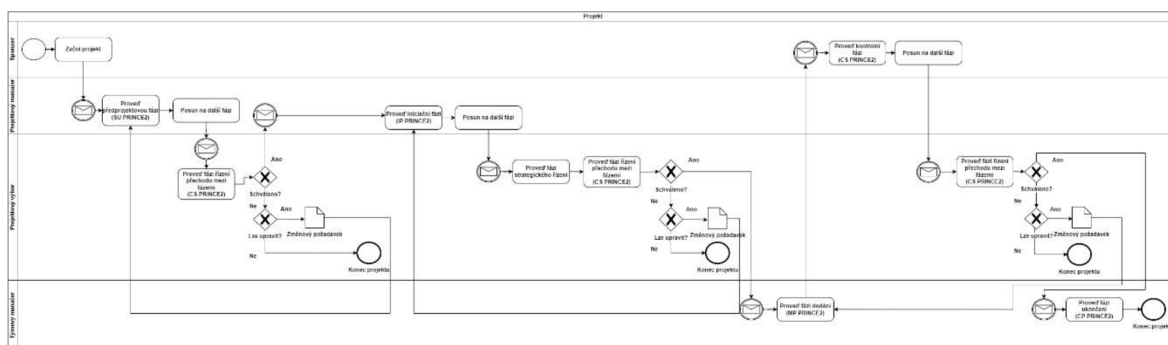 Projekt
Sponzor
Začni projekt
Proveď kontrolní
fázi
(CS PRINCE2)
Posun na další fázi
Projektový manažer
Proveď
předprojektovou fázi
(SU PRINCE2)
Posun na další fázi
Proveď iniciační fázi
(IP PRINCE2)
Posun na další fázi
Projektový výbor
Proveď fázi řízení
přechodu mezi
fázemi
(CS PRINCE2)
Ano
Schváleno?
Ne
Ano
Lze upravit?
Změnový požadavek
Ne
Konec projektu
Proveď fázi
strategického řízení
Proveď fázi řízení
přechodu mezi
fázemi
(CS PRINCE2)
Ano
Schváleno?
Ne
Ano
Lze upravit?
Změnový požadavek
Ne
Konec projektu
Proveď fázi řízení
přechodu mezi
fázemi
(CS PRINCE2)
Ano
Schváleno?
Ne
Ano
Lze upravit?
Změnový požadavek
Ne
Konec projektu
Týmový manažer
Proveď fázi dodání
(MP PRINCE2)
Proveď fázi
ukončení
(CP PRINCE2)
Konec projek